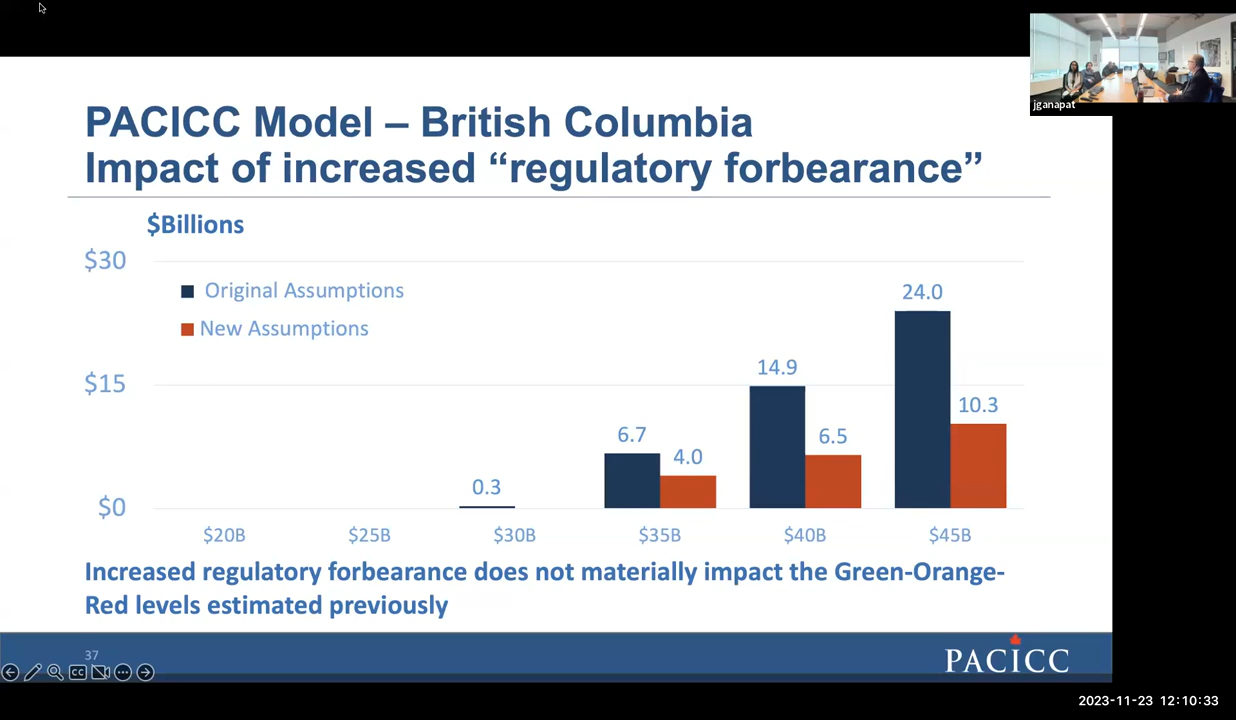 jganapat
PACICC Model – British Columbia
Impact of increased “regulatory forbearance”
$Billions
$30
Original Assumptions
24.0
New Assumptions
14.9
$15
10.3
6.7
6.5
4.0
0.3
$0
$20B $25B $30B $35B $40B $45B
Increased regulatory forbearance does not materially impact the Green-Orange-
Red levels estimated previously
37
CC
PACICC
2023-11-23 12:10:33